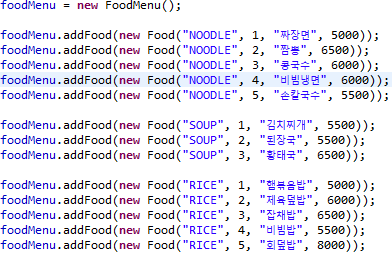 foodMenu = new FoodMenu();
foodMenu.addFood(new Food("NOODLE", 1, "짜장면", 5000));
foodMenu.addFood(new Food("NOODLE", 2, "짬뽕", 6500));
foodMenu.addFood(new Food("NOODLE", 3, "콩국수", 6000));
foodMenu.addFood(new Food("NOODLE", 4, "비빔냉면", 6000));
foodMenu.addFood(new Food("NOODLE", 5, "손칼국수", 5500));
foodMenu.addFood(new Food("SOUP", 1, "김치찌개", 5500));
foodMenu.addFood(new Food("SOUP", 2, "된장국", 5500));
foodMenu.addFood(new Food("SOUP", 3, "황태국", 6500));
foodMenu.addFood(new Food("RICE", 1, "햄볶음밥", 5000));
foodMenu.addFood(new Food("RICE", 2, "제육덮밥", 6000));
foodMenu.addFood(new Food("RICE", 3, "잡채밥", 6500));
foodMenu.addFood(new Food("RICE", 4, "비빔밥", 5500));
foodMenu.addFood(new Food("RICE", 5, "회덮밥", 8000));